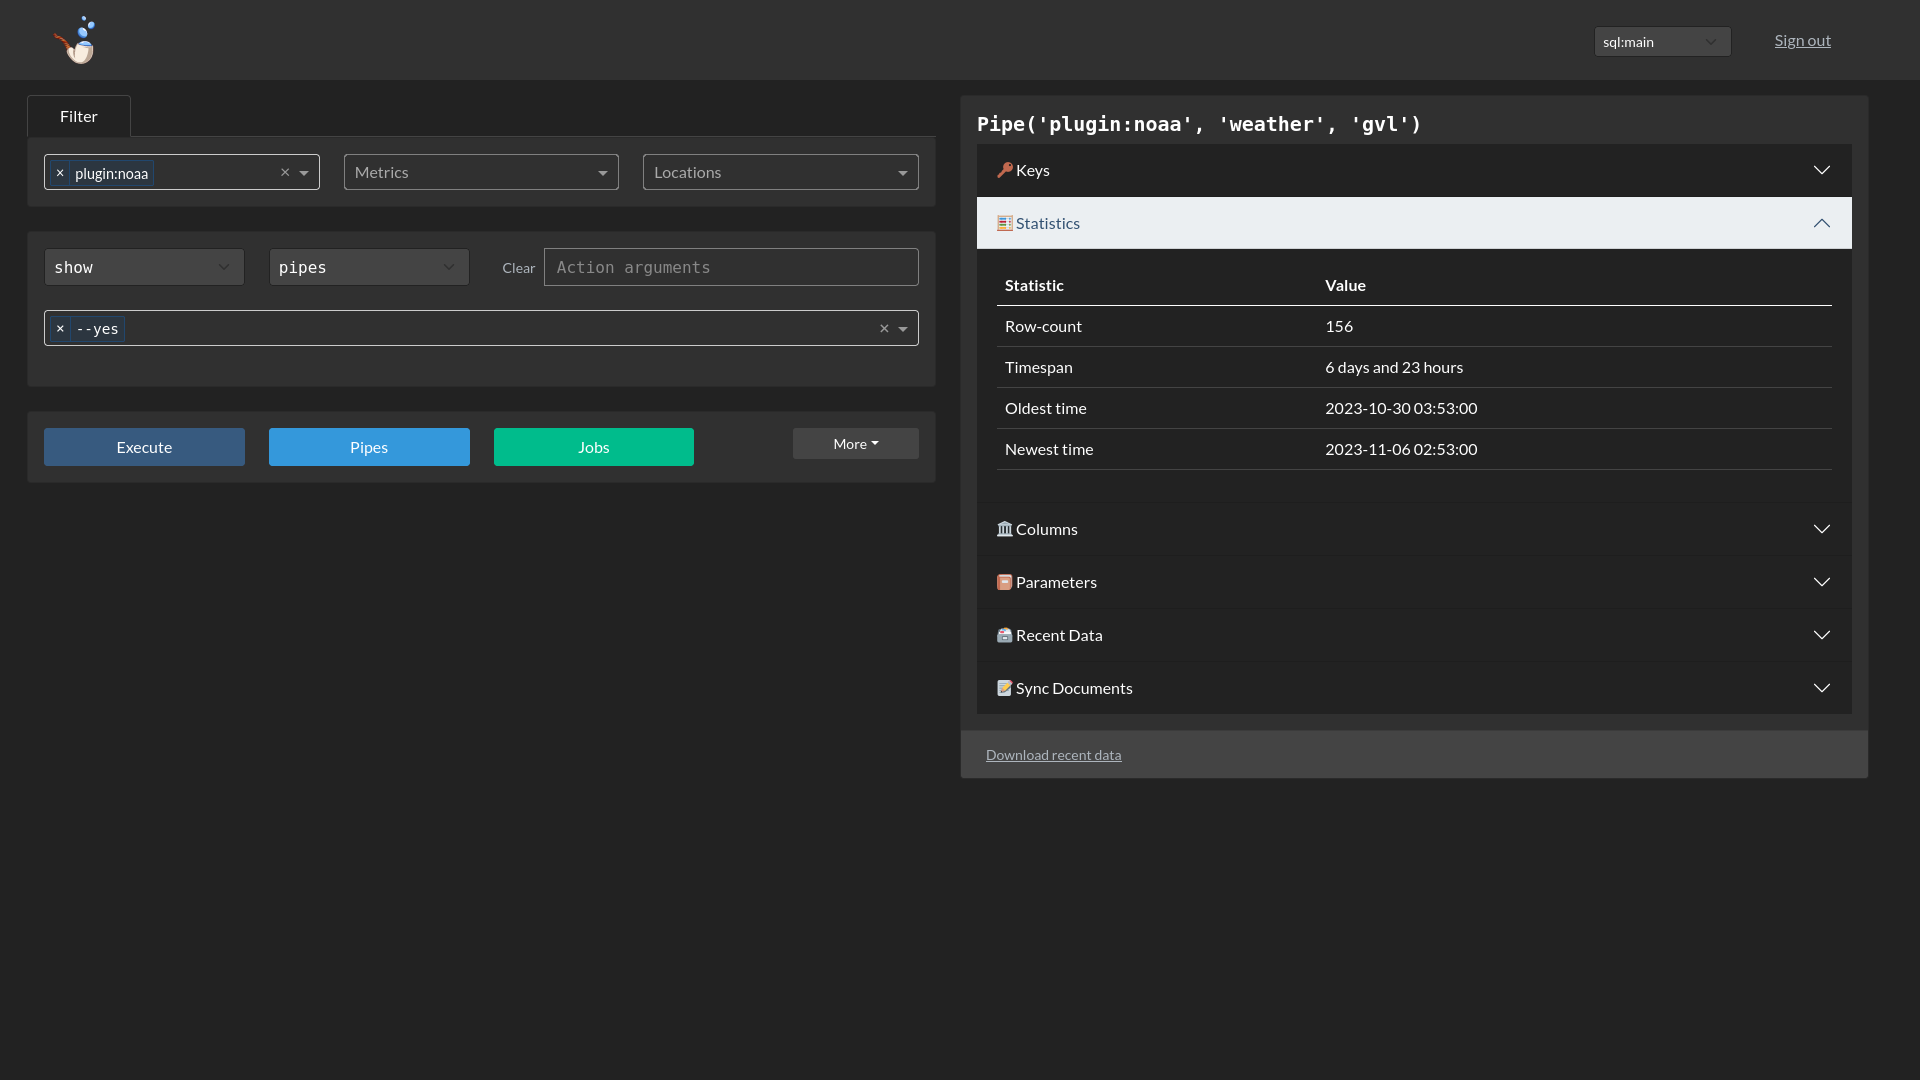 sql:main
Sign out
Filter
× plugin:noaa ×
Metrics
Locations
show
pipes
Clear
Action arguments
× --yes ×
Execute
Pipes
Jobs
More
Pipe('plugin:noaa', 'weather', 'gvl')
Keys
Statistics
Statistic Value
Row-count 156
Timespan 6 days and 23 hours
Oldest time 2023-10-30 03:53:00
Newest time 2023-11-06 02:53:00
Columns
Parameters
Recent Data
Sync Documents
Download recent data